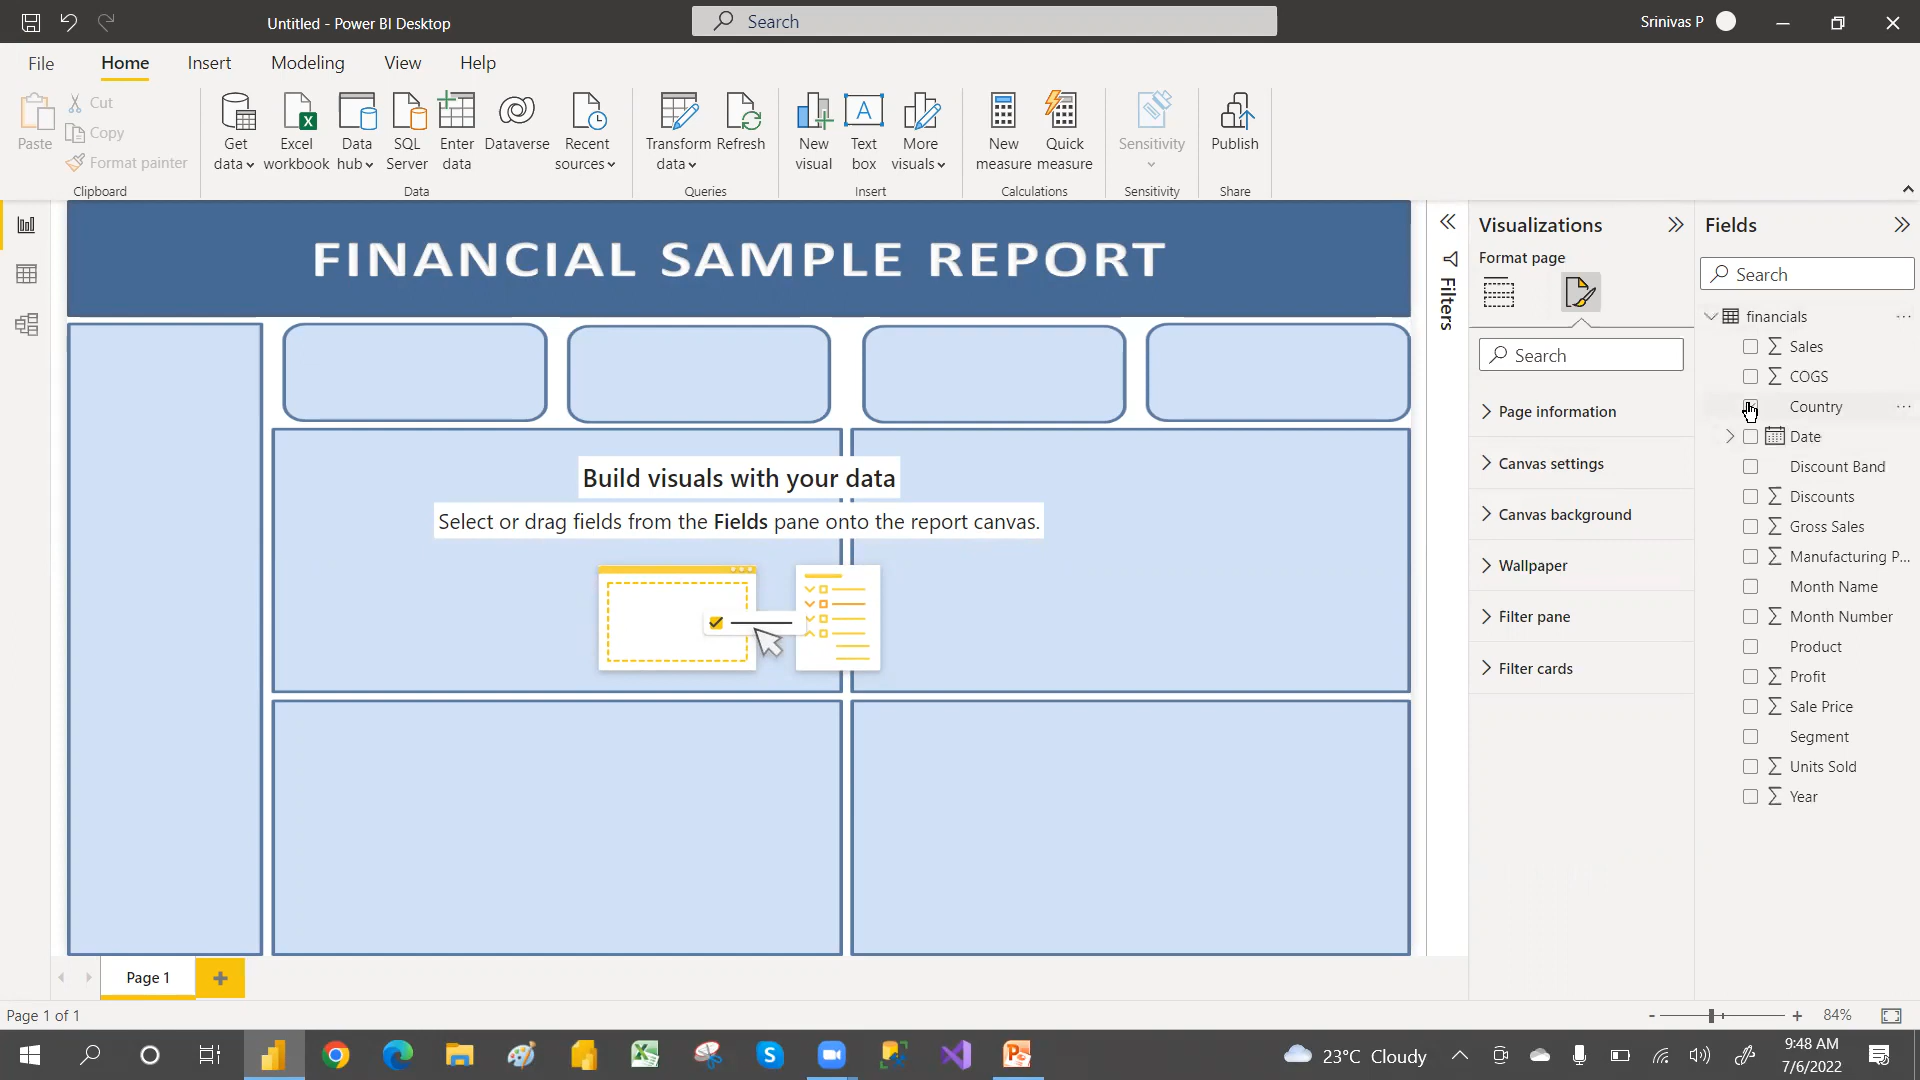 Untitled - Power BI Desktop
Search
Srinivas P
File
Home
Insert
Modeling
View
Help
Paste
Cut
Copy
Format painter
Clipboard
Get data
Excel workbook
Data hub
SQL Server
Enter data
Dataverse
Recent sources
Data
Transform data
Refresh
Queries
New visual
Text box
More visuals
Insert
New measure
Quick measure
Calculations
Sensitivity
Sensitivity
Publish
Share
FINANCIAL SAMPLE REPORT
Build visuals with your data
Select or drag fields from the Fields pane onto the report canvas.
Filters
Visualizations
Format page
Search
Page information
Canvas settings
Canvas background
Wallpaper
Filter pane
Filter cards
Fields
Search
financials
Sales
COGS
Country
Date
Discount Band
Discounts
Gross Sales
Manufacturing P...
Month Name
Month Number
Product
Profit
Sale Price
Segment
Units Sold
Year
Page 1
Page 1 of 1
84%
23°C Cloudy
9:48 AM
7/6/2022